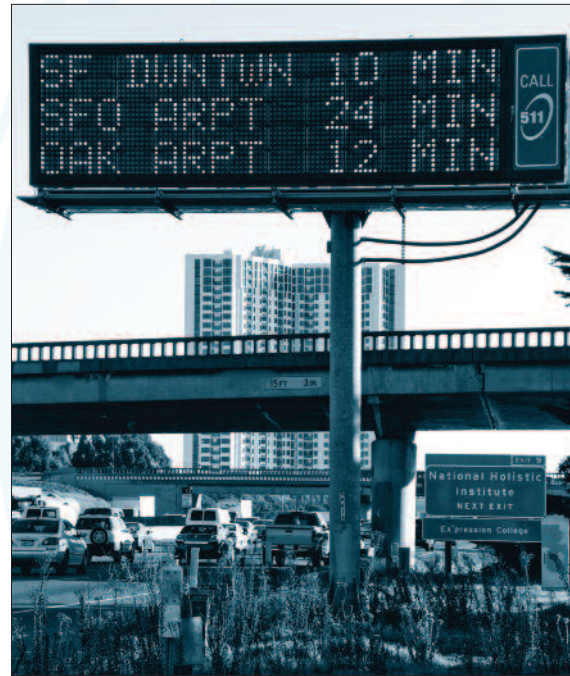 SF DWNTWN 10 MIN
SFO ARPT 24 MIN
OAK ARPT 12 MIN
CALL
511
15 FT 3 IN
Exit 9
National Holistic
Institute
NEXT EXIT
Ex'pression College